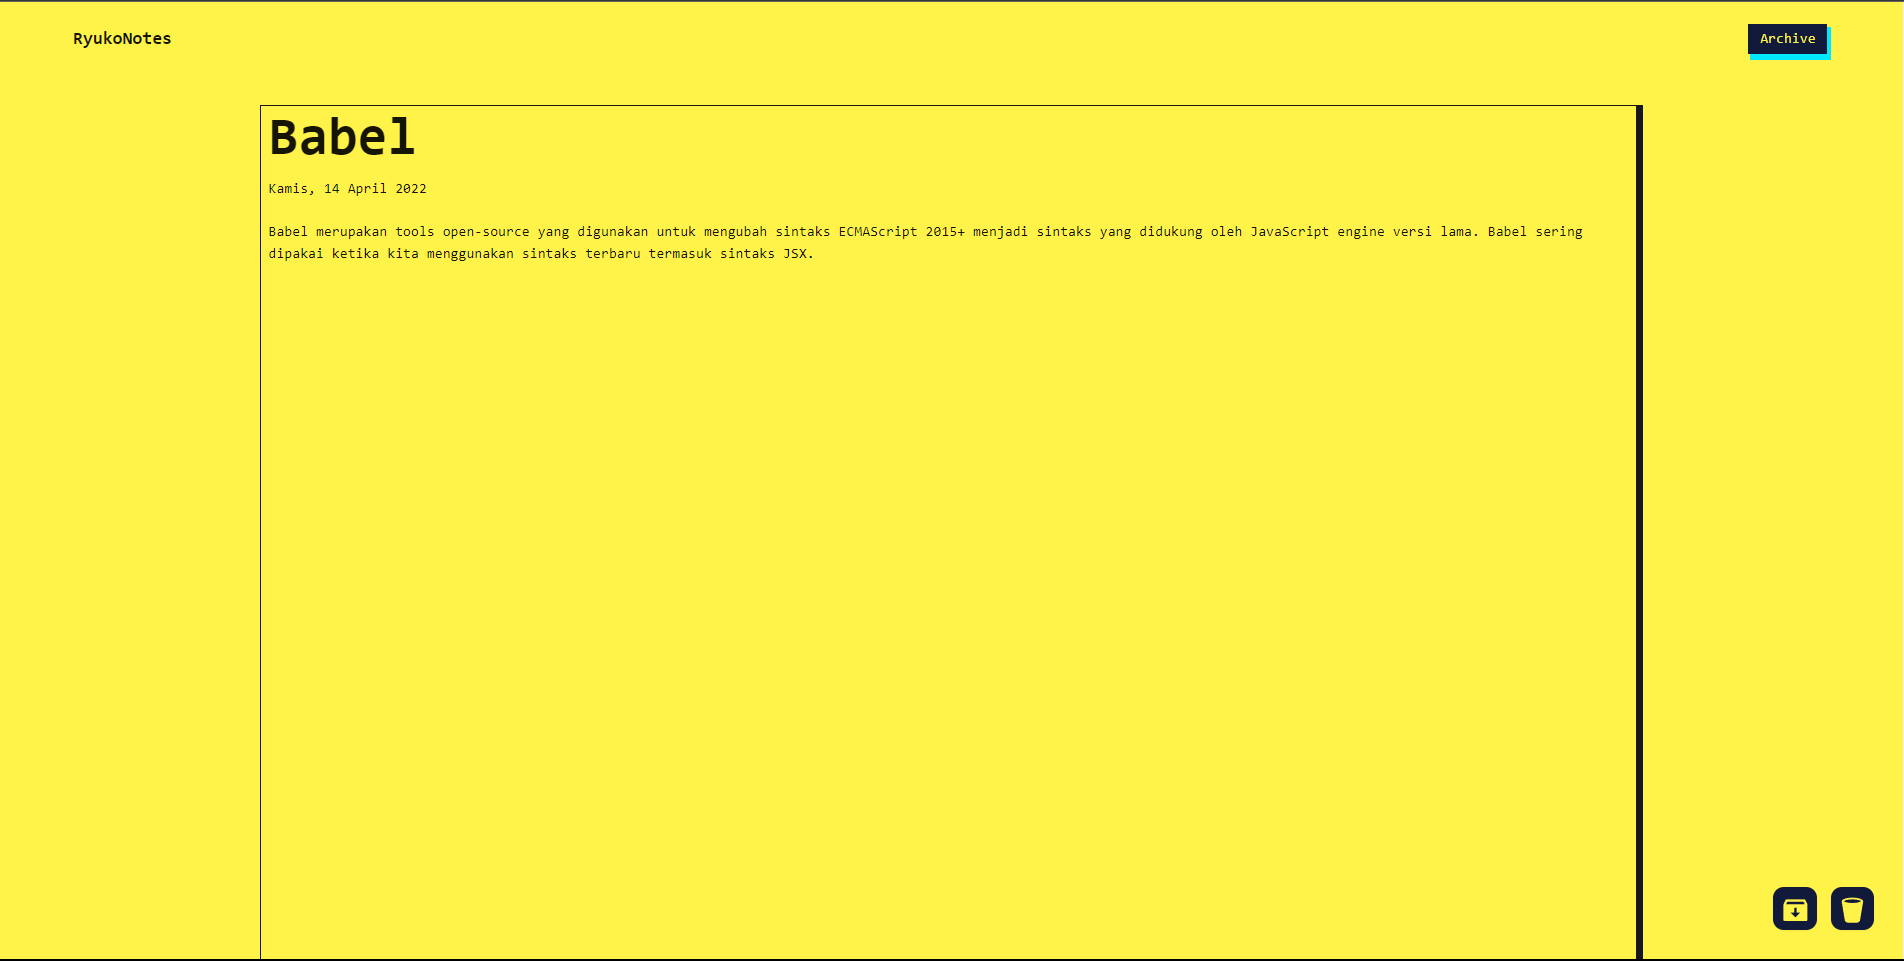 RyukoNotes
Archive
Babel
Kamis, 14 April 2022
Babel merupakan tools open-source yang digunakan untuk mengubah sintaks ECMAScript 2015+ menjadi sintaks yang didukung oleh JavaScript engine versi lama. Babel sering
dipakai ketika kita menggunakan sintaks terbaru termasuk sintaks JSX.